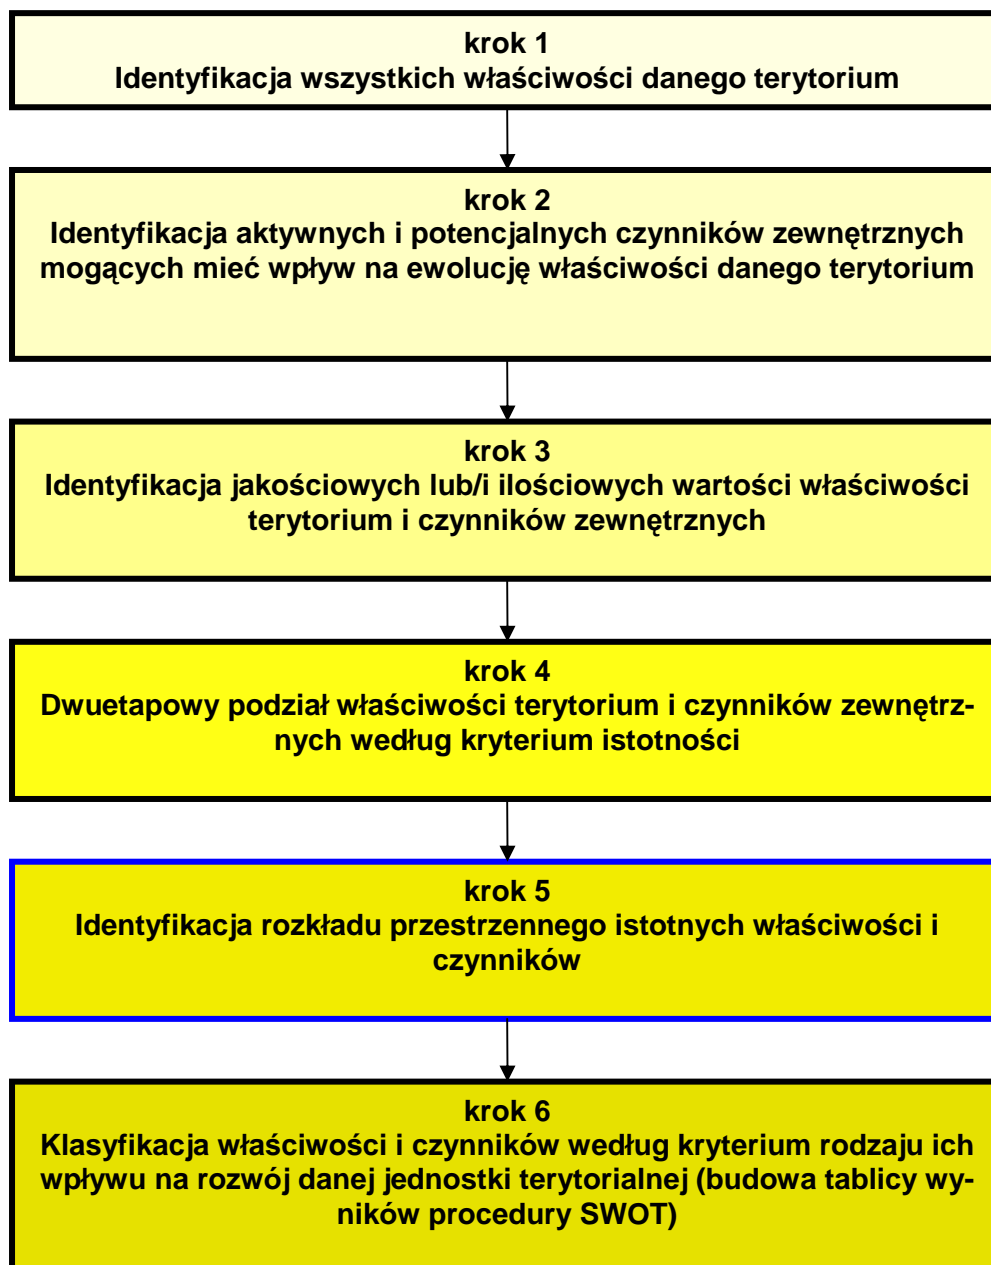 krok 1
Identyfikacja wszystkich właściwości danego terytorium
krok 2
Identyfikacja aktywnych i potencjalnych czynników zewnętrznych
mogących mieć wpływ na ewolucję właściwości danego terytorium
krok 3
Identyfikacja jakościowych lub/i ilościowych wartości właściwości
terytorium i czynników zewnętrznych
krok 4
Dwuetapowy podział właściwości terytorium i czynników zewnętrz-
nych według kryterium istotności
krok 5
Identyfikacja rozkładu przestrzennego istotnych właściwości i
czynników
krok 6
Klasyfikacja właściwości i czynników według kryterium rodzaju ich
wpływu na rozwój danej jednostki terytorialnej (budowa tablicy wy-
ników procedury SWOT)